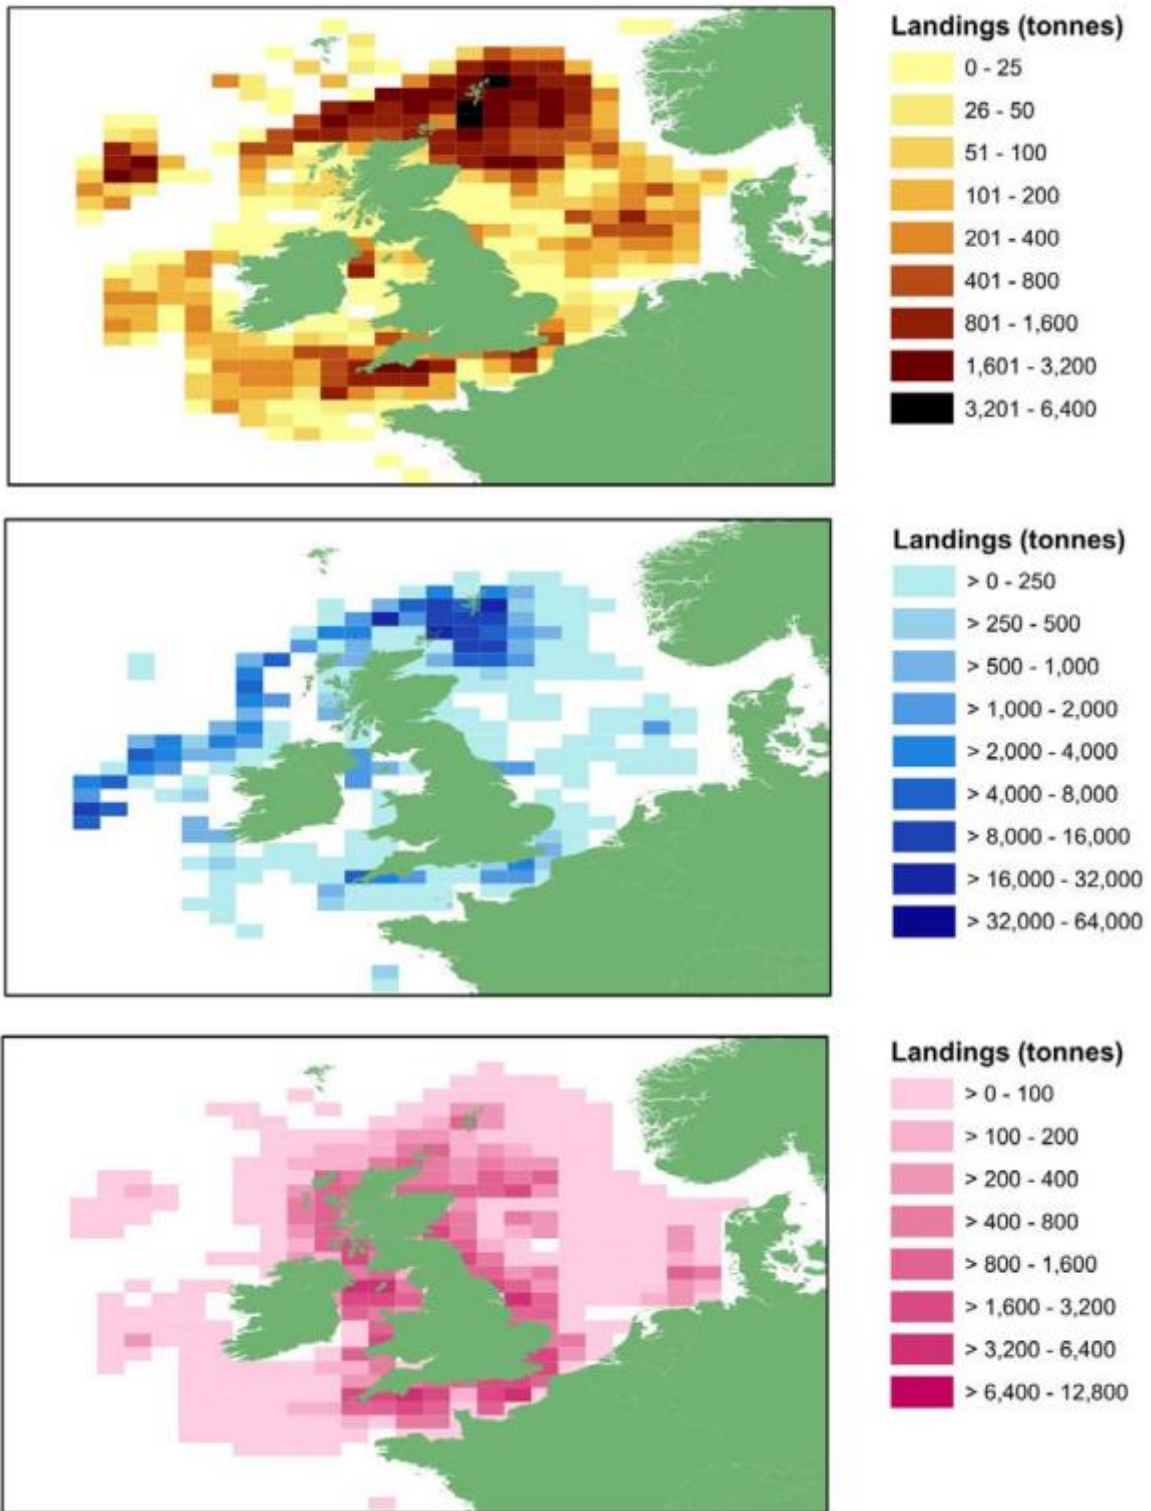 Landings (tonnes)
0 - 25
26 - 50
51 - 100
101 - 200
201 - 400
401 - 800
801 - 1,600
1,601 - 3,200
3,201 - 6,400
Landings (tonnes)
> 0 - 250
> 250 - 500
> 500 - 1,000
> 1,000 - 2,000
> 2,000 - 4,000
> 4,000 - 8,000
> 8,000 - 16,000
> 16,000 - 32,000
> 32,000 - 64,000
Landings (tonnes)
> 0 - 100
> 100 - 200
> 200 - 400
> 400 - 800
> 800 - 1,600
> 1,600 - 3,200
> 3,200 - 6,400
> 6,400 - 12,800